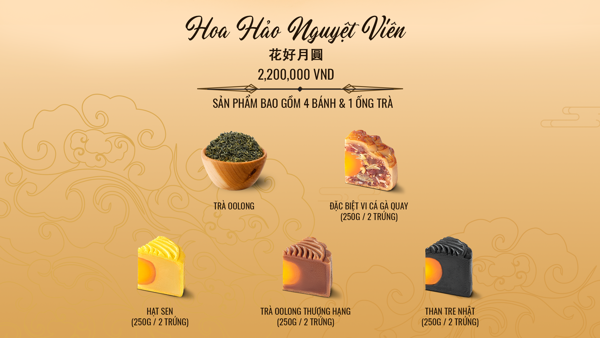 Hoa Hảo Nguyệt Viên
花好月圓
2,200,000 VND
SẢN PHẨM BAO GỒM 4 BÁNH & 1 ỐNG TRÀ
TRÀ OOLONG
ĐẶC BIỆT VI CÁ GÀ QUAY
(250G / 2 TRỨNG)
HẠT SEN
(250G / 2 TRỨNG)
TRÀ OOLONG THƯỢNG HẠNG
(250G / 2 TRỨNG)
THAN TRE NHẬT
(250G / 2 TRỨNG)